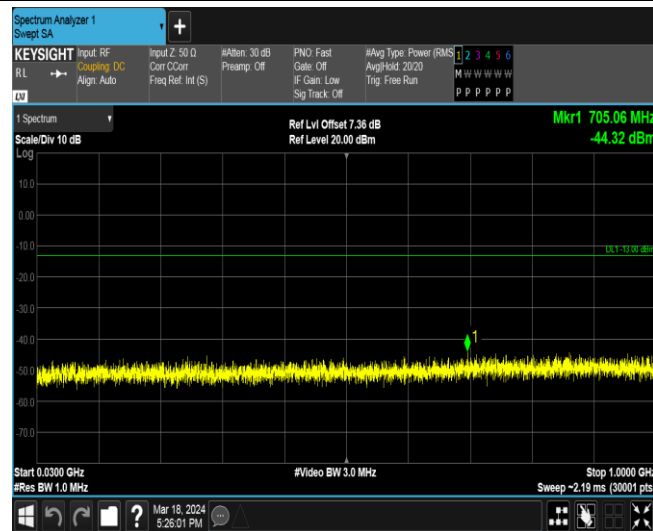 Spectrum Analyzer 1
Swept SA
+
KEYSIGHT
RL
LXI
Input: RF
Coupling: DC
Align: Auto
Input Z: 50 Ω
Corr CCorr
Freq Ref: Int (S)
#Atten: 30 dB
Preamp: Off
PNO: Fast
Gate: Off
IF Gain: Low
Sig Track: Off
#Avg Type: Power (RMS
Avg|Hold: 20/20
Trig: Free Run
1 2 3 4 5 6
M W W W W W
P P P P P P
1 Spectrum
Scale/Div 10 dB
Log
Ref Lvl Offset 7.36 dB
Ref Level 20.00 dBm
Mkr1 705.06 MHz
-44.32 dBm
10.0
0.00
-10.0
DL1 -13.00 dBm
-20.0
-30.0
-40.0
1
-50.0
-60.0
-70.0
Start 0.0300 GHz
#Res BW 1.0 MHz
#Video BW 3.0 MHz
Stop 1.0000 GHz
Sweep ~2.19 ms (30001 pts
?
Mar 18, 2024
5:26:01 PM